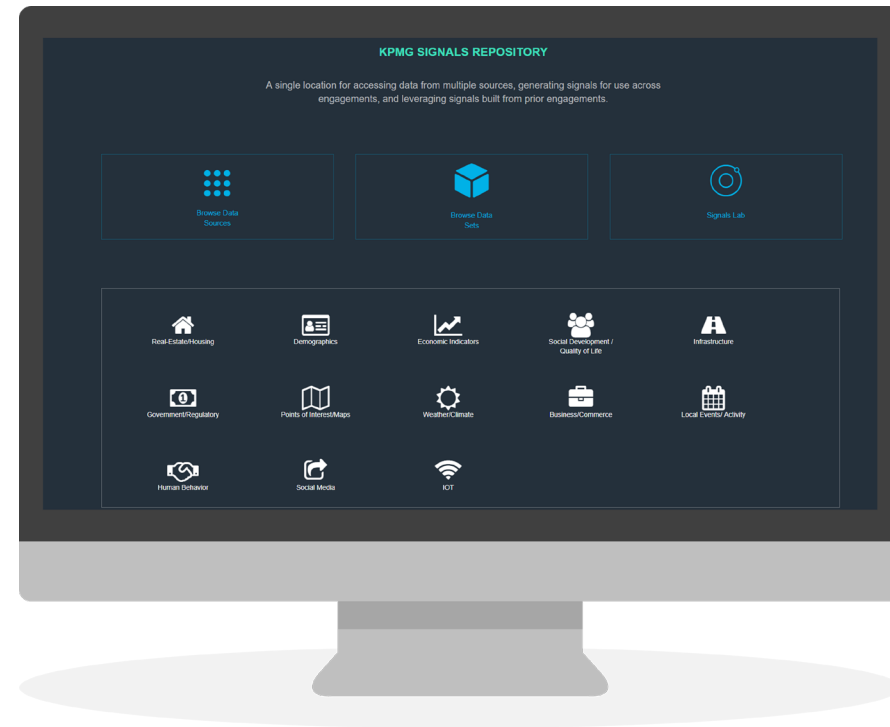 KPMG SIGNALS REPOSITORY
A single location for accessing data from multiple sources, generating signals for use across
engagements, and leveraging signals built from prior engagements.
Browse Data
Sources
Browse Data
Sets
Signals Lab
Real-Estate/Housing
Demographics
Economic Indicators
Social Development /
Quality of Life
Infrastructure
Government/Regulatory
Points of Interest/Maps
Weather/Climate
Business/Commerce
Local Events/ Activity
Human Behavior
Social Media
IOT